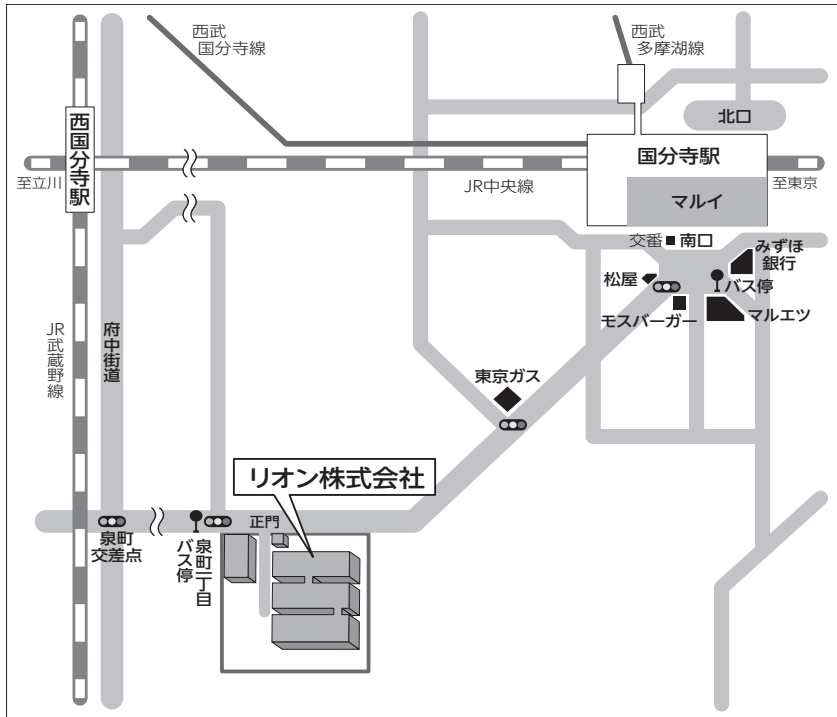 西武
国分寺線
西武
多摩湖線
北口
西国分寺駅
国分寺駅
至立川
JR中央線
マルイ
至東京
交番
南口
みずほ
銀行
松屋
バス停
モスバーガー
マルエツ
JR武蔵野線
府中街道
東京ガス
リオン株式会社
正門
泉町
交差点
泉町一丁目
バス停